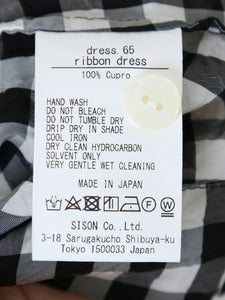 dress. 65
ribbon dress
100% Cupro
HAND WASH
DO NOT BLEACH
DO NOT TUMBLE DRY
DRIP DRY IN SHADE
COOL IRON
DRY CLEAN HYDROCARBON
SOLVENT ONLY
VERY GENTLE WET CLEANING
MADE IN JAPAN
SISON Co., Ltd.
3-18 Sarugakucho Shibuya-ku
Tokyo 1500033 Japan